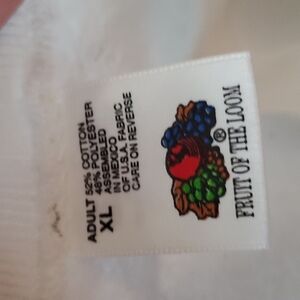 ADULT 52% COTTON
48% POLYESTER
XL ASSEMBLED
IN MEXICO
OF U.S.A. FABRIC
CARE ON REVERSE
®
FRUIT OF THE LOOM